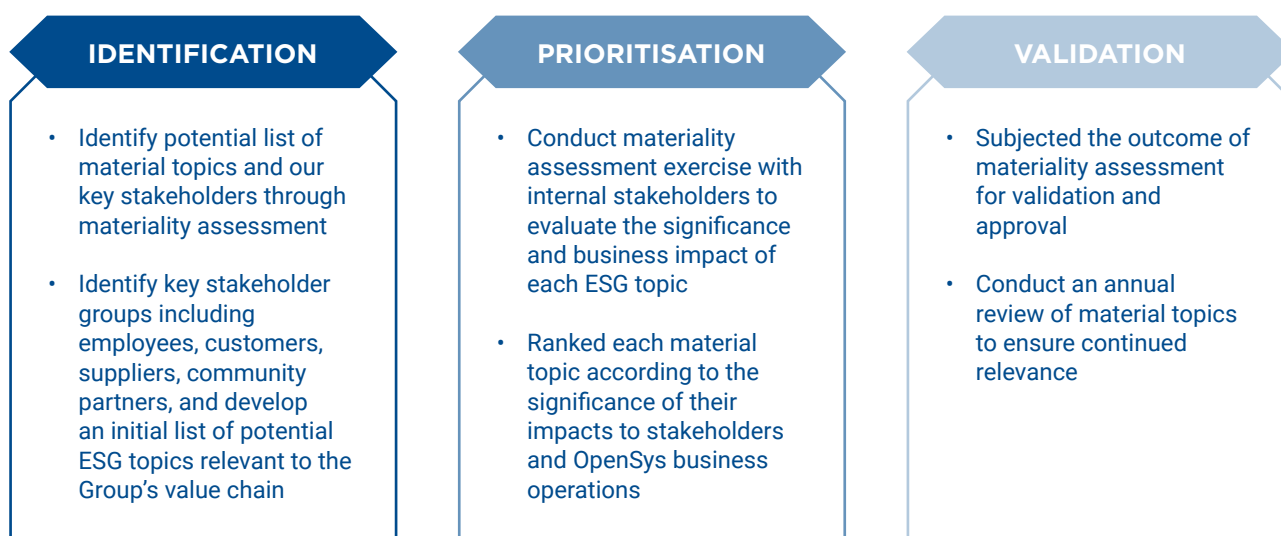 IDENTIFICATION
• Identify potential list of
material topics and our
key stakeholders through
materiality assessment
• Identify key stakeholder
groups including
employees, customers,
suppliers, community
partners, and develop
an initial list of potential
ESG topics relevant to the
Group’s value chain
PRIORITISATION
• Conduct materiality
assessment exercise with
internal stakeholders to
evaluate the significance
and business impact of
each ESG topic
• Ranked each material
topic according to the
significance of their
impacts to stakeholders
and OpenSys business
operations
VALIDATION
• Subjected the outcome of
materiality assessment
for validation and
approval
• Conduct an annual
review of material topics
to ensure continued
relevance